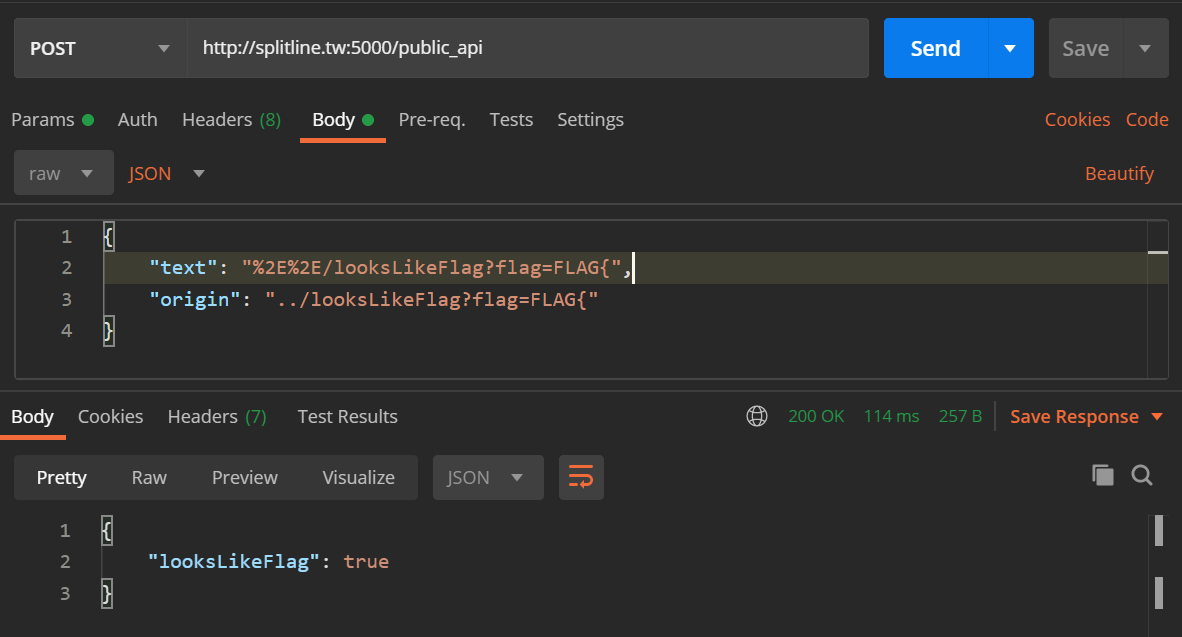 POST http://splitline.tw:5000/public_api Send Save
Params Auth Headers (8) Body Pre-req. Tests Settings Cookies Code
raw JSON Beautify
1 {
2 "text": "%2E%2E/looksLikeFlag?flag=FLAG{",
3 "origin": "../looksLikeFlag?flag=FLAG{"
4 }
Body Cookies Headers (7) Test Results 200 OK 114 ms 257 B Save Response
Pretty Raw Preview Visualize JSON
1 {
2 "looksLikeFlag": true
3 }